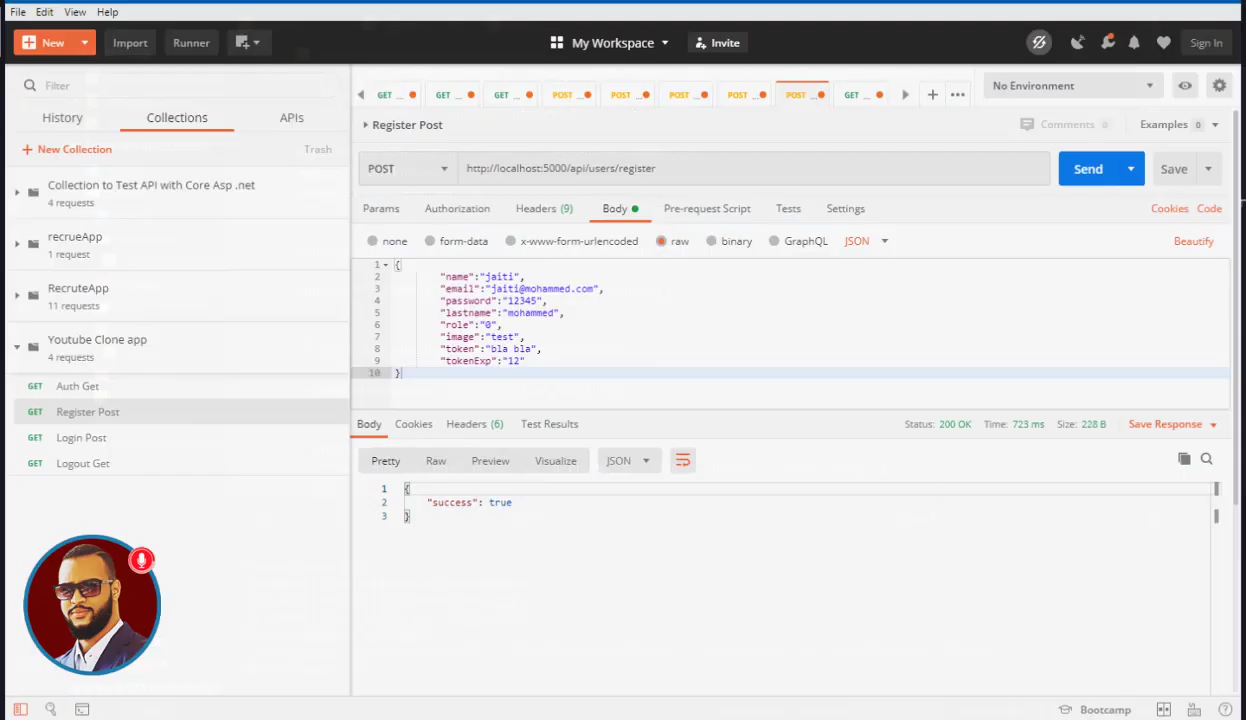 File Edit View Help
New Import Runner My Workspace Invite Sign In
Filter
GET ... GET ... GET ... POST ... POST ... POST ... POST ... POST ... GET ... No Environment
History Collections APIs
Register Post Comments 0 Examples 0
New Collection Trash
POST http://localhost:5000/api/users/register Send Save
Collection to Test API with Core Asp .net
4 requests
Params Authorization Headers (9) Body Pre-request Script Tests Settings Cookies Code
recrueApp
1 request
none form-data x-www-form-urlencoded raw binary GraphQL JSON Beautify
RecruteApp
11 requests
1 {
2 "name":"jaiti",
3 "email":"jaiti@mohammed.com",
4 "password":"12345",
5 "lastname":"mohammed",
6 "role":"0",
7 "image":"test",
8 "token":"bla bla",
9 "tokenExp":"12"
10 }
Youtube Clone app
4 requests
GET Auth Get
GET Register Post
GET Login Post
GET Logout Get
Body Cookies Headers (6) Test Results Status: 200 OK Time: 723 ms Size: 228 B Save Response
Pretty Raw Preview Visualize JSON
1 {
2 "success": true
3 }
Bootcamp